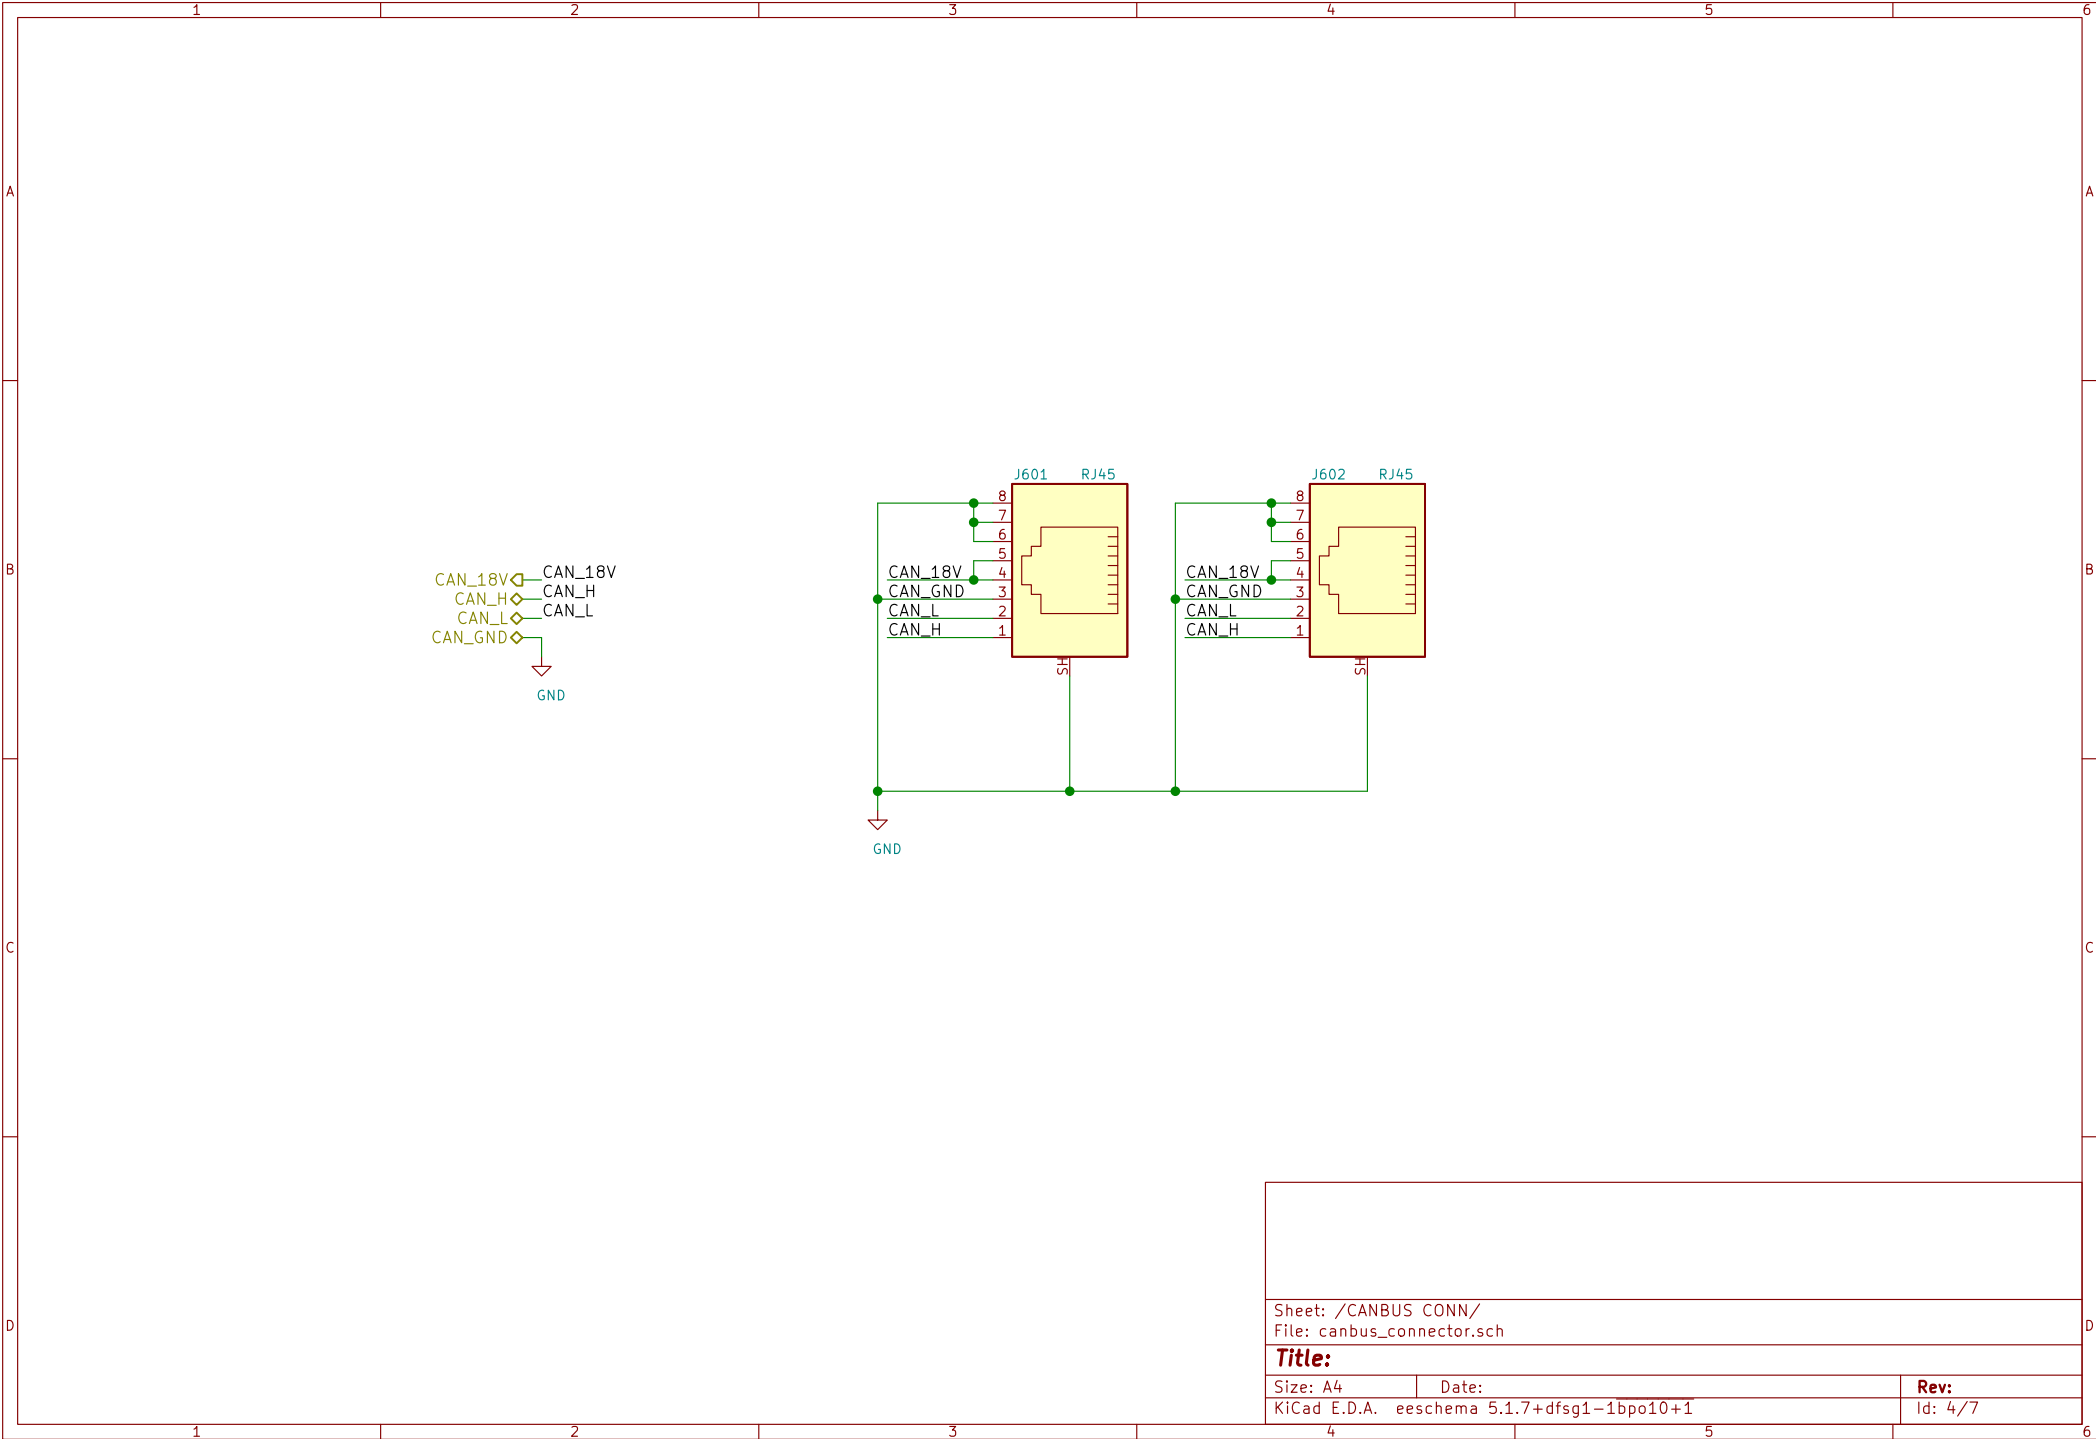 1 2 3 4 5 6
A A
J601 RJ45 J602 RJ45
8 8
7 7
6 6
5 5
B B
CAN_18V CAN_18V CAN_18V 4 CAN_18V 4
CAN_H CAN_H CAN_GND 3 CAN_GND 3
CAN_L CAN_L CAN_L 2 CAN_L 2
CAN_GND CAN_H 1 CAN_H 1
SH SH
GND
GND
C C
Sheet: /CANBUS CONN/
D D
File: canbus_connector.sch
Title:
Size: A4 Date: Rev:
KiCad E.D.A. eeschema 5.1.7+dfsg1-1bpo10+1 Id: 4/7
1 2 3 4 5 6